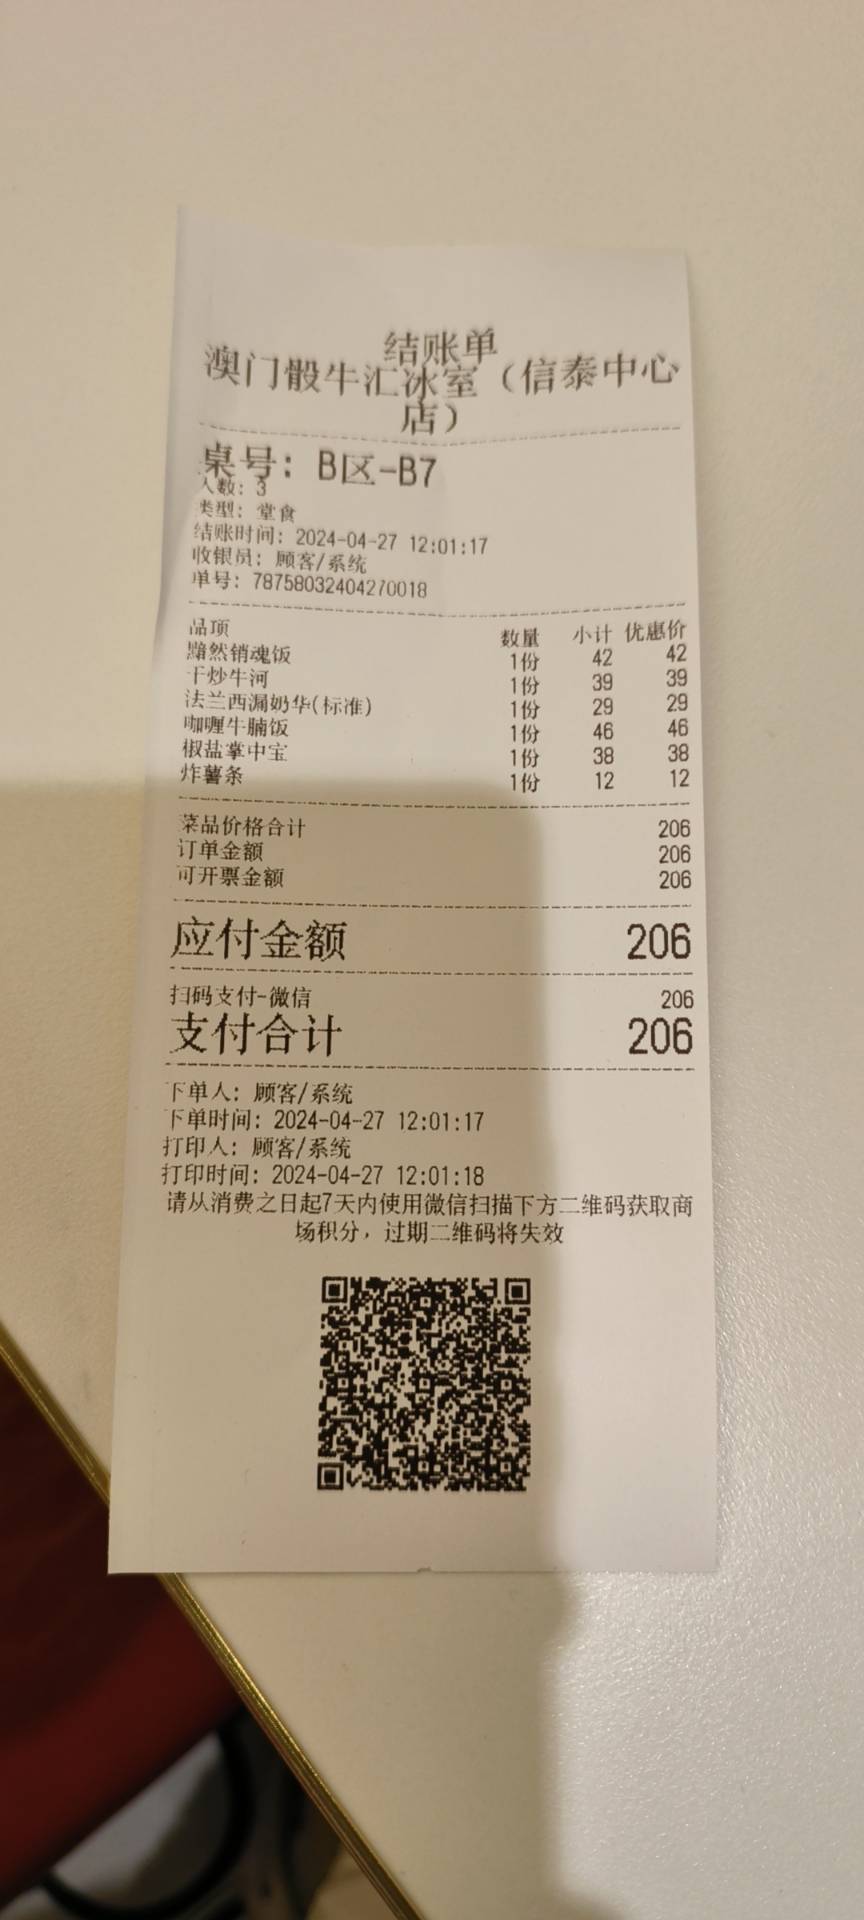 结账单
澳门骰牛汇冰室（信泰中心
店）
桌号: B区-B7
人数: 3
类型: 堂食
结账时间: 2024-04-27 12:01:17
收银员: 顾客/系统
单号: 78758032404270018
品项 数量 小计 优惠价
黯然销魂饭 1份 42 42
干炒牛河 1份 39 39
法兰西漏奶华(标准) 1份 29 29
咖喱牛腩饭 1份 46 46
椒盐掌中宝 1份 38 38
炸薯条 1份 12 12
菜品价格合计 206
订单金额 206
可开票金额 206
应付金额 206
扫码支付-微信 206
支付合计 206
下单人: 顾客/系统
下单时间: 2024-04-27 12:01:17
打印人: 顾客/系统
打印时间: 2024-04-27 12:01:18
请从消费之日起7天内使用微信扫描下方二维码获取商
场积分，过期二维码将失效